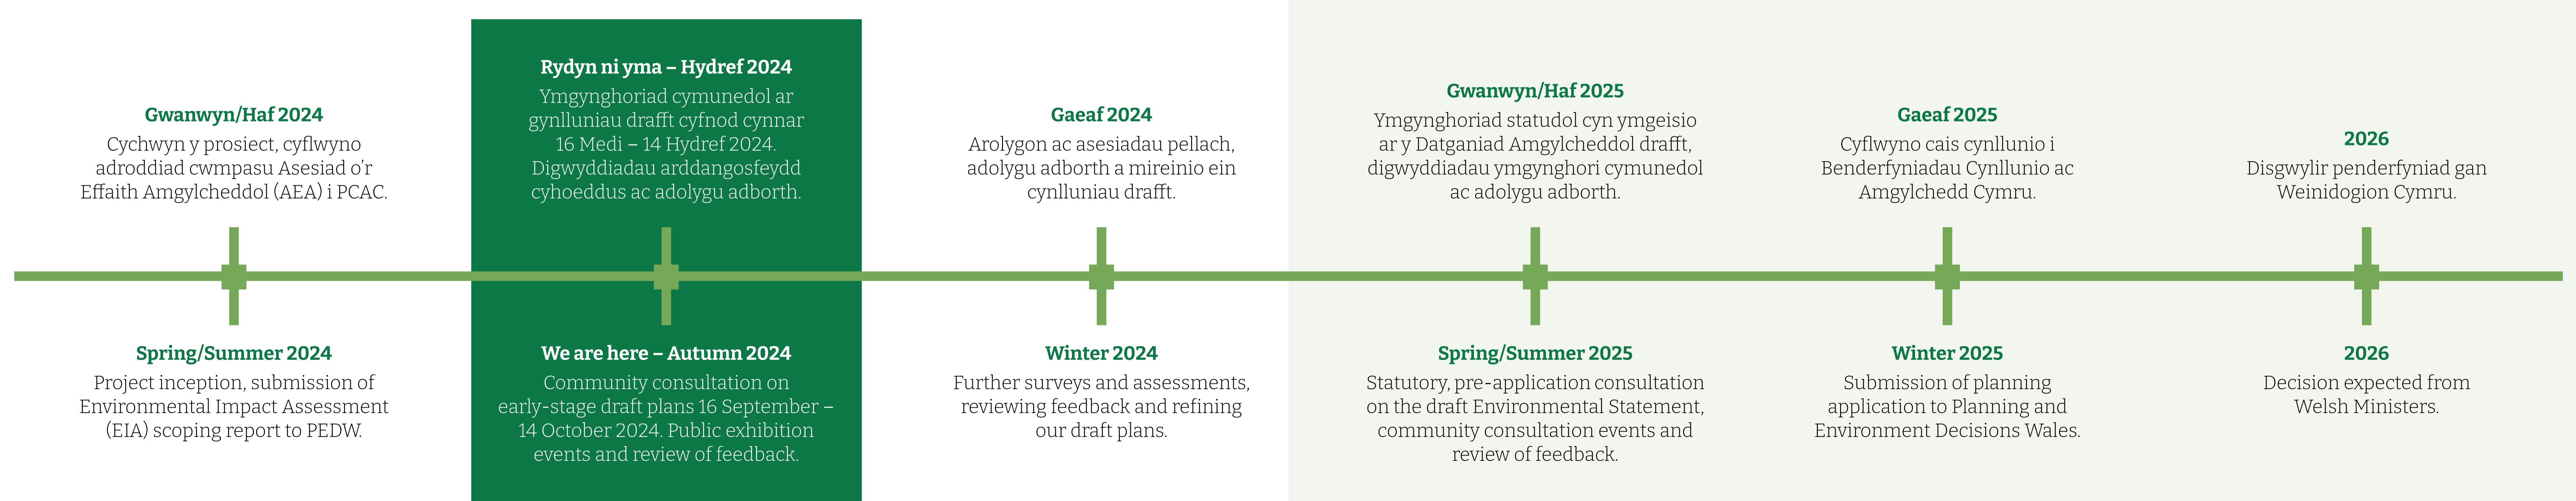 Gwanwyn/Haf 2024
Cychwyn y prosiect, cyflwyno
adroddiad cwmpasu Asesiad o’r
Effaith Amgylcheddol (AEA) i PCAC.
Rydyn ni yma – Hydref 2024
Ymgynghoriad cymunedol ar
gynlluniau drafft cyfnod cynnar
16 Medi – 14 Hydref 2024.
Digwyddiadau arddangosfeydd
cyhoeddus ac adolygu adborth.
Gaeaf 2024
Arolygon ac asesiadau pellach,
adolygu adborth a mireinio ein
cynlluniau drafft.
Gwanwyn/Haf 2025
Ymgynghoriad statudol cyn ymgeisio
ar y Datganiad Amgylcheddol drafft,
digwyddiadau ymgynghori cymunedol
ac adolygu adborth.
Gaeaf 2025
Cyflwyno cais cynllunio i
Benderfyniadau Cynllunio ac
Amgylchedd Cymru.
2026
Disgwylir penderfyniad gan
Weinidogion Cymru.
Spring/Summer 2024
Project inception, submission of
Environmental Impact Assessment
(EIA) scoping report to PEDW.
We are here – Autumn 2024
Community consultation on
early-stage draft plans 16 September –
14 October 2024. Public exhibition
events and review of feedback.
Winter 2024
Further surveys and assessments,
reviewing feedback and refining
our draft plans.
Spring/Summer 2025
Statutory, pre-application consultation
on the draft Environmental Statement,
community consultation events and
review of feedback.
Winter 2025
Submission of planning
application to Planning and
Environment Decisions Wales.
2026
Decision expected from
Welsh Ministers.